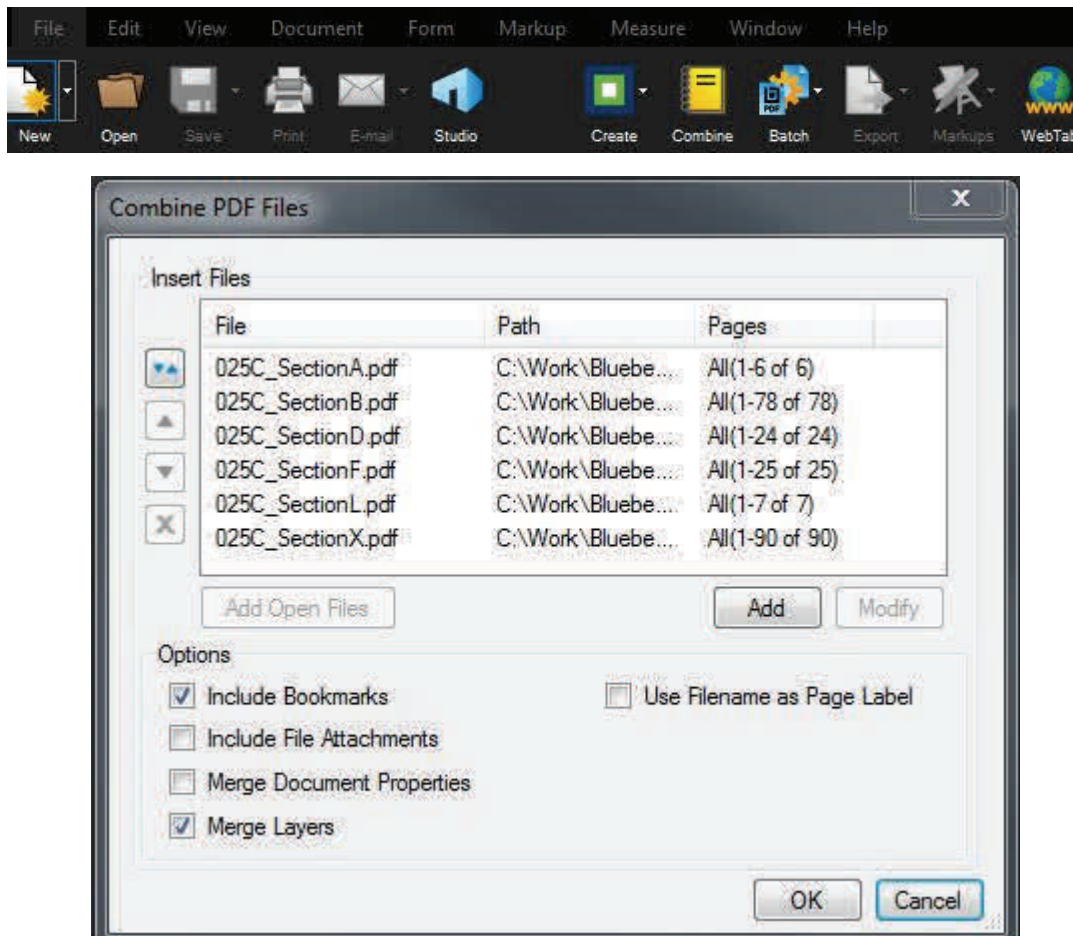 File Edit View Document Form Markup Measure Window Help
PDF
WWW
New Open Save Print E-mail Studio Create Combine Batch Export Markups WebTab
Combine PDF Files
X
Insert Files
File Path Pages
025C_SectionA.pdf C:\Work\Bluebe... All(1-6 of 6)
025C_SectionB.pdf C:\Work\Bluebe... All(1-78 of 78)
025C_SectionD.pdf C:\Work\Bluebe... All(1-24 of 24)
025C_SectionF.pdf C:\Work\Bluebe... All(1-25 of 25)
025C_SectionL.pdf C:\Work\Bluebe... All(1-7 of 7)
025C_SectionX.pdf C:\Work\Bluebe... All(1-90 of 90)
Add Open Files Add Modify
Options
Include Bookmarks Use Filename as Page Label
Include File Attachments
Merge Document Properties
Merge Layers
OK Cancel